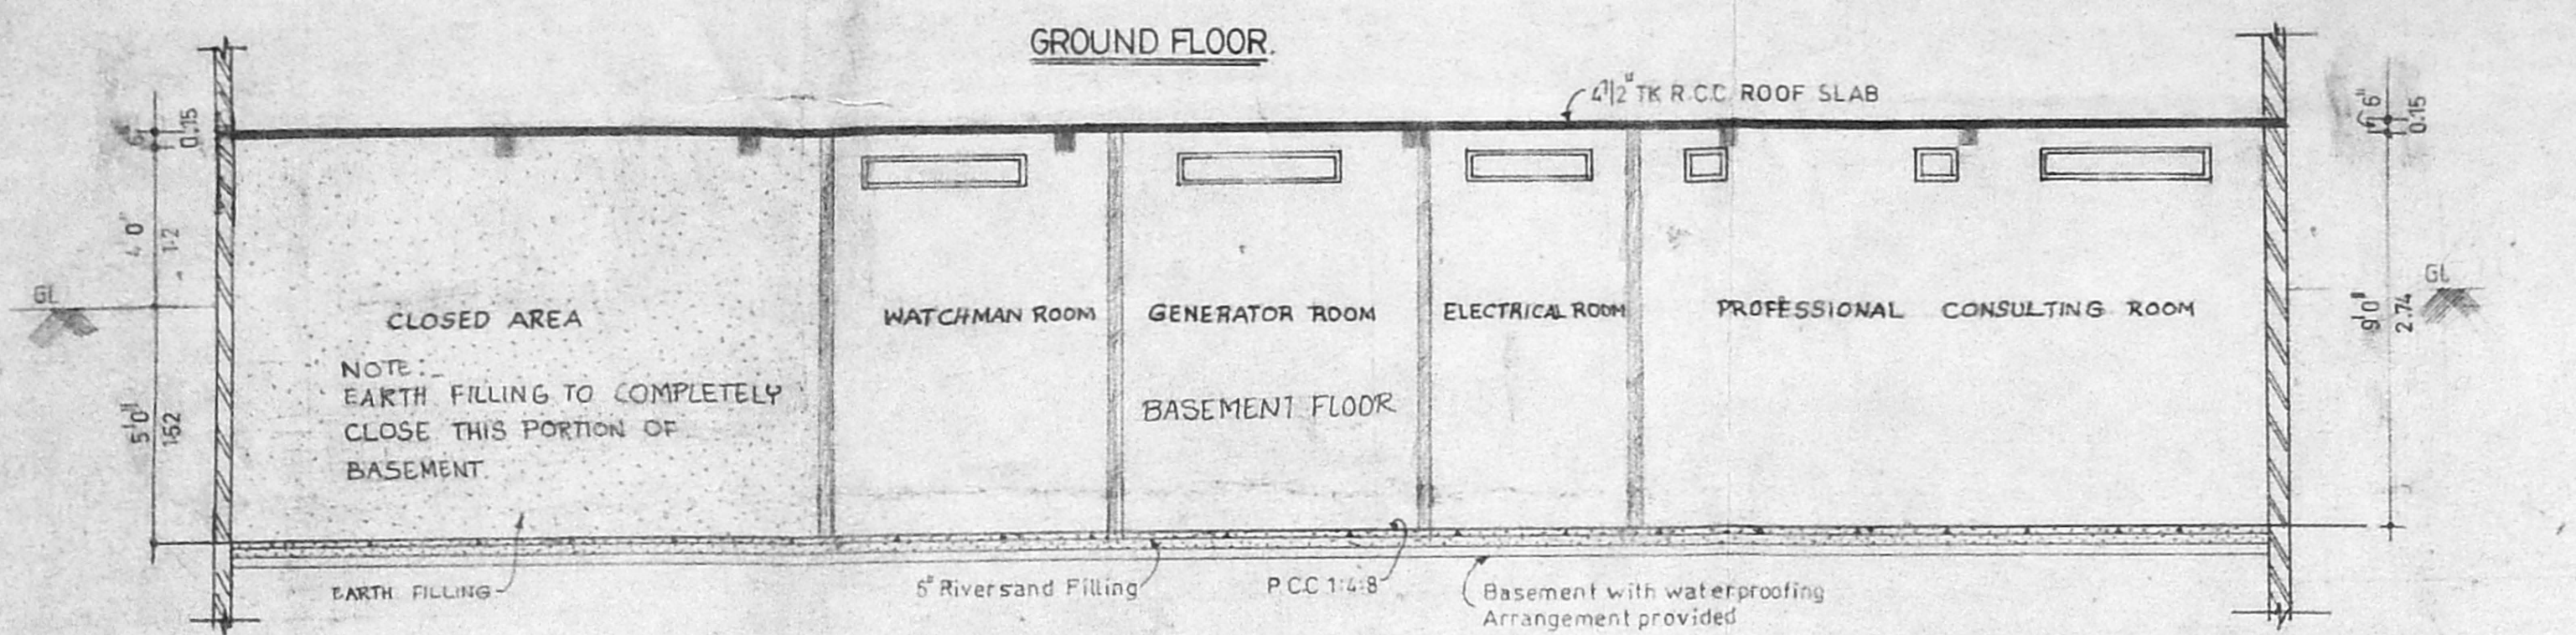 GROUND FLOOR.
4 1/2" TK R.C.C. ROOF SLAB
6"
0.15
6"
0.15
4'0"
1.2
GL
GL
CLOSED AREA
WATCHMAN ROOM
GENERATOR ROOM
ELECTRICAL ROOM
PROFESSIONAL CONSULTING ROOM
9'0"
2.74
NOTE:-
EARTH FILLING TO COMPLETELY
CLOSE THIS PORTION OF
BASEMENT.
BASEMENT FLOOR
5'0"
1.52
EARTH FILLING
Riversand Filling
P.C.C 1:4:8
Basement with waterproofing
Arrangement provided